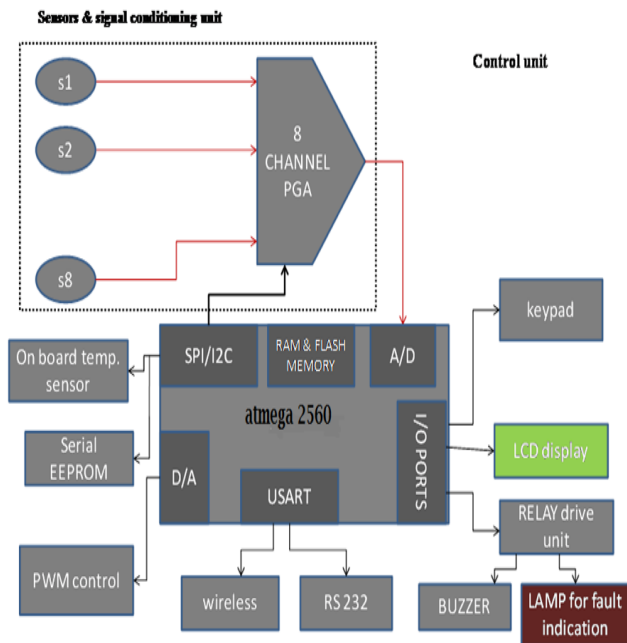 Sensors & signal conditioning unit
Control unit
s1
s2
s8
8
CHANNEL
PGA
keypad
SPI/I2C
RAM & FLASH
MEMORY
A/D
On board temp.
sensor
atmega 2560
I/O PORTS
LCD display
Serial
EEPROM
D/A
USART
RELAY drive
unit
PWM control
wireless
RS 232
BUZZER
LAMP for fault
indication